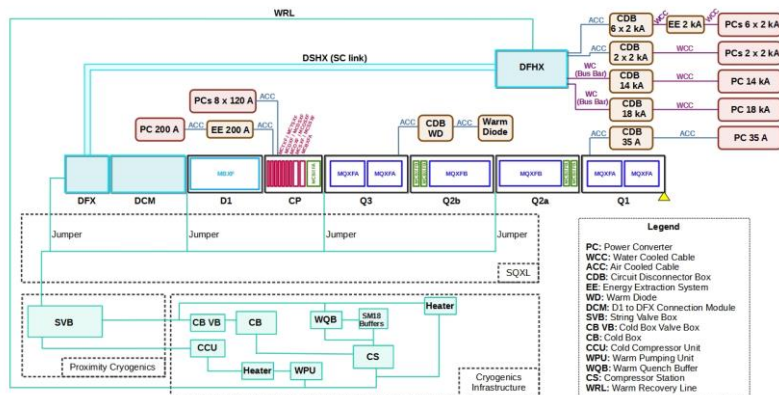 WRL
DSHX (SC link)
DFHX
ACC
CDB
6 x 2 kA
WCC
EE 2 kA
WCC
PCs 6 x 2 kA
ACC
CDB
2 x 2 kA
WCC
PCs 2 x 2 kA
WC
(Bus Bar)
CDB
14 kA
WCC
PC 14 kA
WC
(Bus Bar)
CDB
18 kA
WCC
PC 18 kA
ACC
CDB
35 A
ACC
PC 35 A
PCs 8 x 120 A
ACC
PC 200 A
ACC
EE 200 A
ACC
ACC
CDB
WD
ACC
Warm
Diode
MBXF
MQXFA
MQXFA
MQXFB
MQXFB
MQXFA
MQXFA
DFX
DCM
D1
CP
Q3
Q2b
Q2a
Q1
Jumper
Jumper
Jumper
Jumper
SQXL
SVB
Proximity Cryogenics
CB VB
CB
CCU
Heater
WPU
WQB
SM18
Buffers
CS
Heater
Cryogenics
Infrastructure
Legend
PC: Power Converter
WCC: Water Cooled Cable
ACC: Air Cooled Cable
CDB: Circuit Disconnector Box
EE: Energy Extraction System
WD: Warm Diode
DCM: D1 to DFX Connection Module
SVB: String Valve Box
CB VB: Cold Box Valve Box
CB: Cold Box
CCU: Cold Compressor Unit
WPU: Warm Pumping Unit
WQB: Warm Quench Buffer
CS: Compressor Station
WRL: Warm Recovery Line